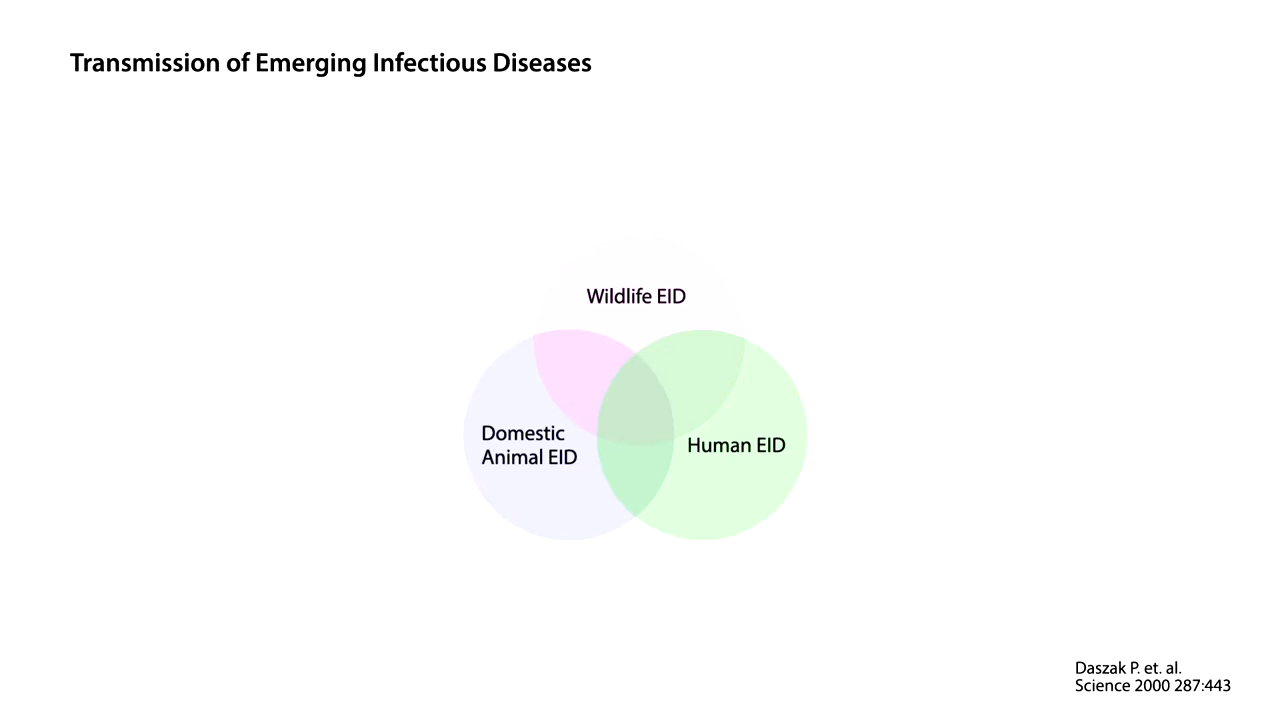 Transmission of Emerging Infectious Diseases
Wildlife EID
Domestic
Animal EID
Human EID
Daszak P. et. al.
Science 2000 287:443